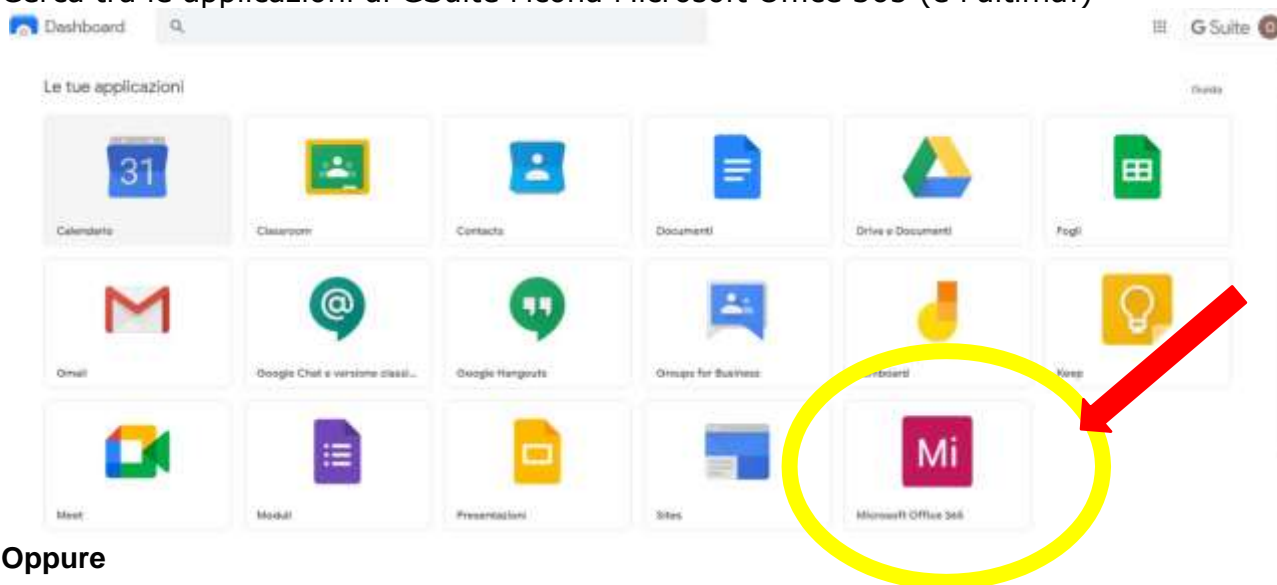 Cerca tra le applicazioni di GSuite l'icona Microsoft Office 365 (è l'ultima!)
Dashboard
G Suite
Le tue applicazioni
Guida
31
Calendario
Classroom
Contacts
Documenti
Drive e Documenti
Fogli
Gmail
Google Chat e versione classi...
Google Hangouts
Groups for Business
Keep
Mi
Meet
Moduli
Presentazioni
Sites
Microsoft Office 365
Oppure